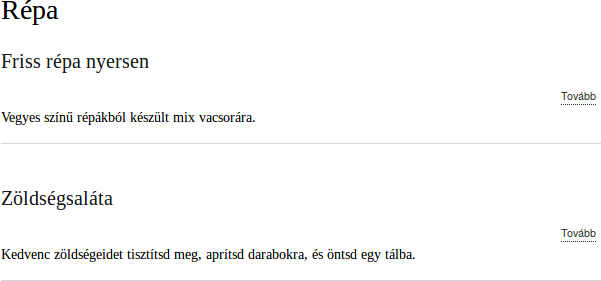 Répa
Friss répa nyersen
Tovább
Vegyes színű répákból készült mix vacsorára.
Zöldségsaláta
Tovább
Kedvenc zöldségeidet tisztítsd meg, aprítsd darabokra, és öntsd egy tálba.